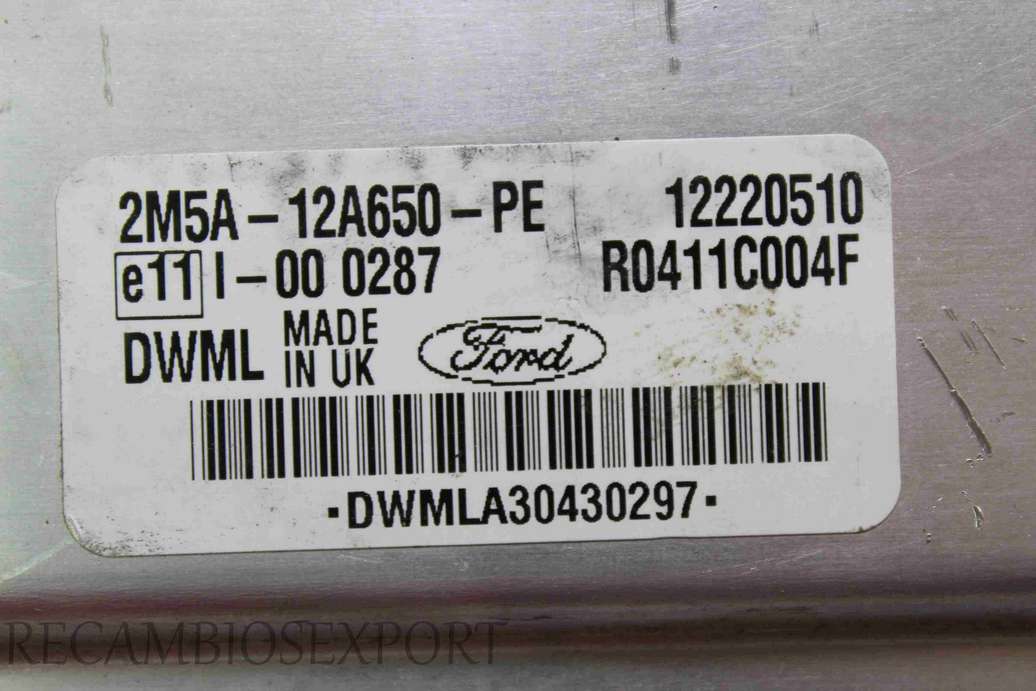 2M5A-12A650-PE 12220510
e11 I-00 0287 R0411C004F
DWML MADE IN UK Ford
·DWMLA30430297·
RECAMBIOSEXPORT